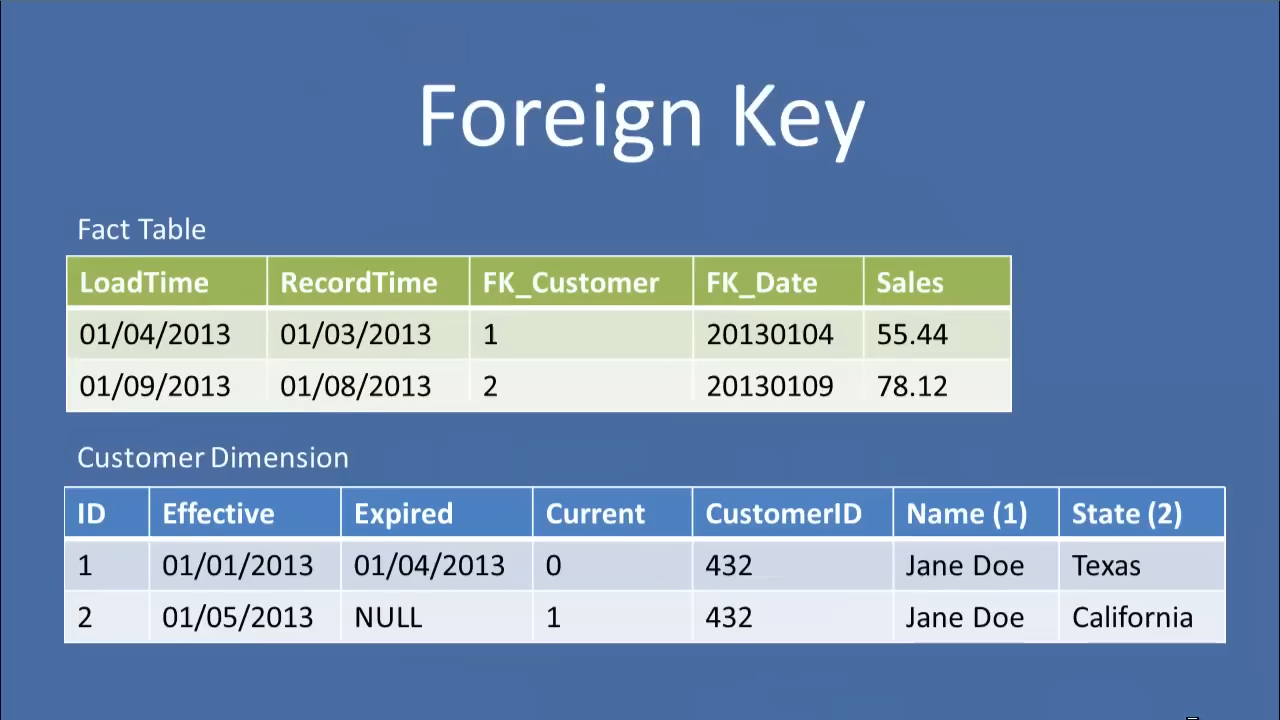 Foreign Key
Fact Table
LoadTime RecordTime FK_Customer FK_Date Sales
01/04/2013 01/03/2013 1 20130104 55.44
01/09/2013 01/08/2013 2 20130109 78.12
Customer Dimension
ID Effective Expired Current CustomerID Name (1) State (2)
1 01/01/2013 01/04/2013 0 432 Jane Doe Texas
2 01/05/2013 NULL 1 432 Jane Doe California